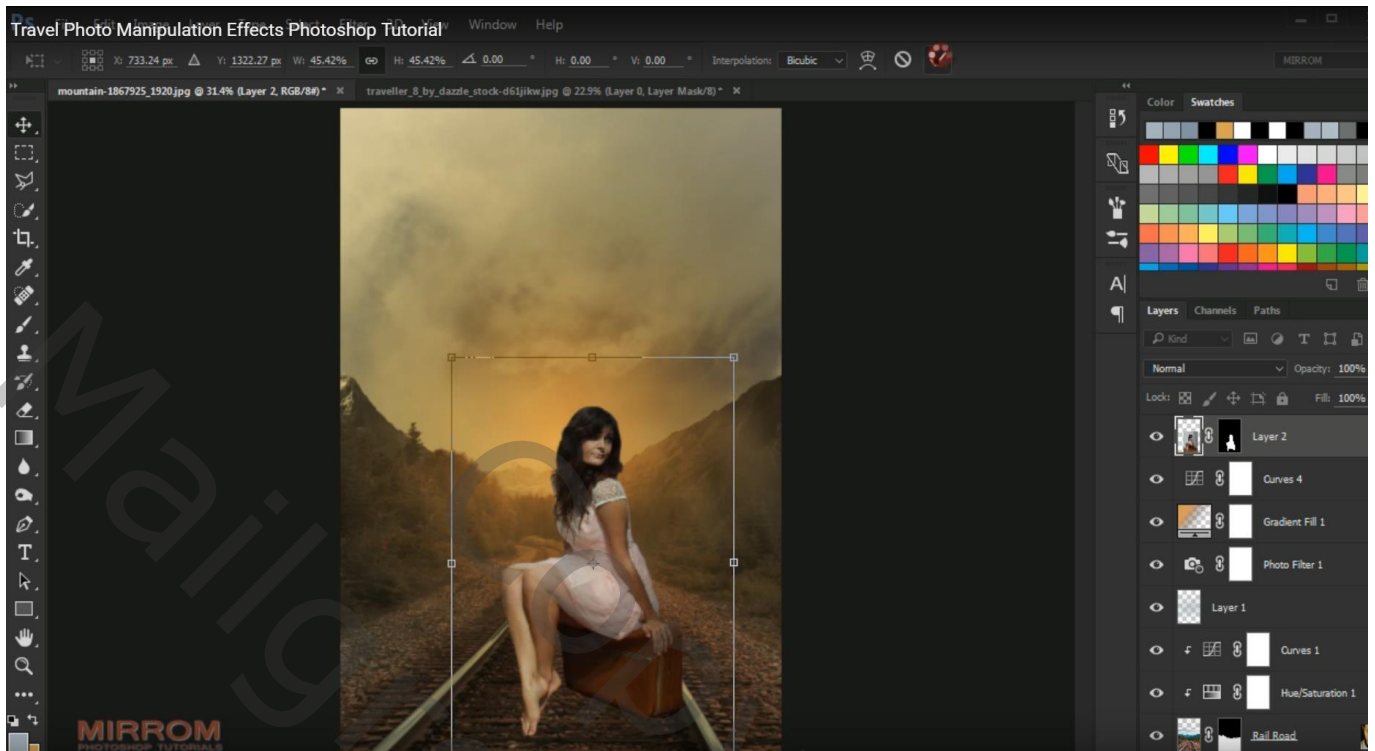 Travel Photo Manipulation Effects Photoshop Tutorial
Window Help
X: 733.24 px Y: 1322.27 px W: 45.42% H: 45.42% 0.00 ° H: 0.00 ° V: 0.00 ° Interpolation: Bicubic MIRROM
mountain-1867925_1920.jpg @ 31.4% (Layer 2, RGB/8#) * traveller_8_by_dazzle_stock-d61jikw.jpg @ 22.9% (Layer 0, Layer Mask/8) *
Color Swatches
Layers Channels Paths
Kind
Normal Opacity: 100%
Lock: Fill: 100%
Layer 2
Curves 4
Gradient Fill 1
Photo Filter 1
Layer 1
Curves 1
Hue/Saturation 1
Rail Road
MIRROM
PHOTOSHOP TUTORIALS